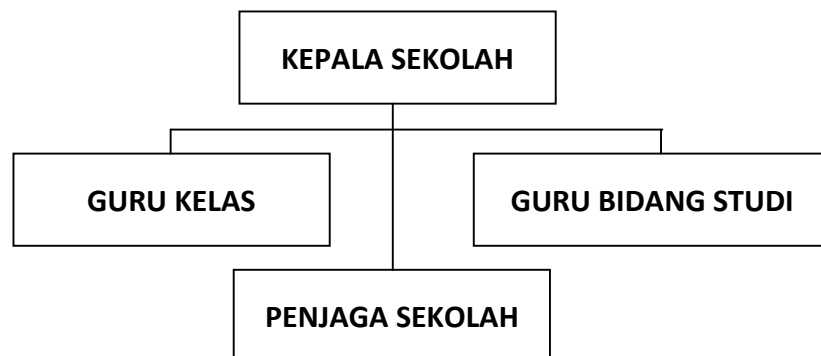 KEPALA SEKOLAH
GURU KELAS
GURU BIDANG STUDI
PENJAGA SEKOLAH